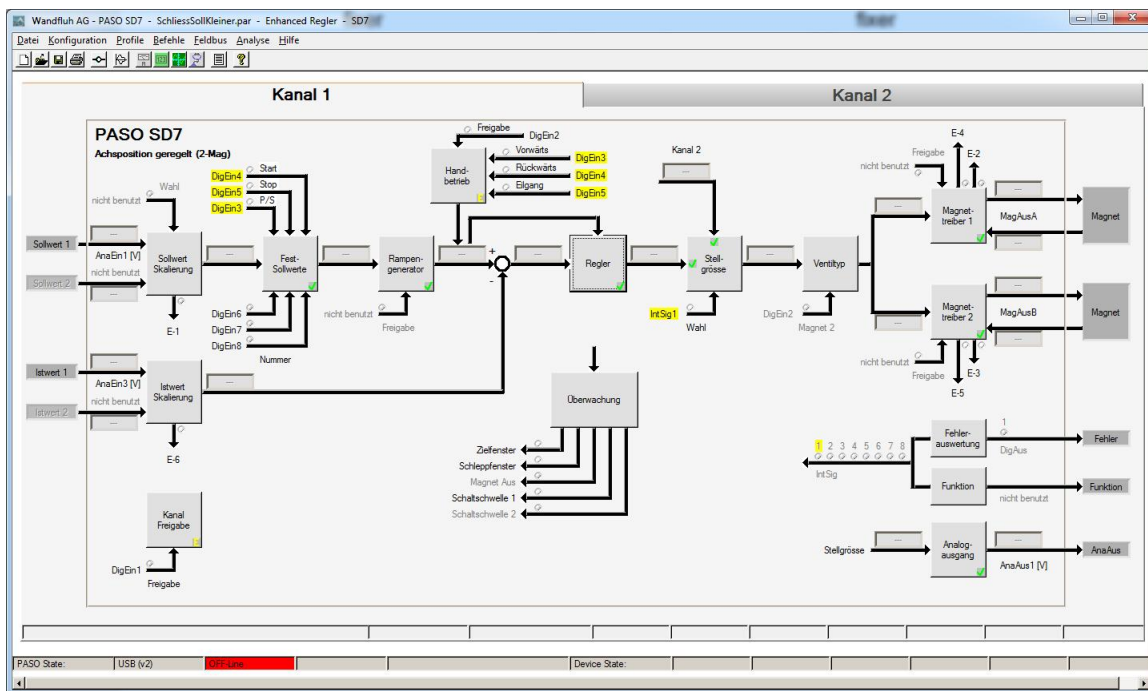 fixer
fixer
Wandfluh AG - PASO SD7 - SchliessSollKleiner.par - Enhanced Regler - SD7
Datei Konfiguration Profile Befehle Feldbus Analyse Hilfe
Kanal 1
Kanal 2
PASO SD7
Achsposition geregelt (2-Mag)
Wahl
nicht benutzt
Sollwert 1
AnaEin1 [V]
nicht benutzt
Sollwert 2
Sollwert
Skalierung
E-1
DigEin4
Start
DigEin5
Stop
DigEin3
P/S
Fest-
Sollwerte
DigEin6
DigEin7
DigEin8
Nummer
Rampen-
generator
nicht benutzt
Freigabe
Freigabe
DigEin2
Hand-
betrieb
Vorwärts
DigEin3
Rückwärts
DigEin4
Eilgang
DigEin5
+
-
Regler
Kanal 2
Stell-
grösse
IntSig1
Wahl
Ventiltyp
DigEin2
Magnet 2
Freigabe
nicht benutzt
E-4
E-2
Magnet-
treiber 1
MagAusA
Magnet
Magnet-
treiber 2
MagAusB
Magnet
nicht benutzt
Freigabe
E-3
E-5
Istwert 1
AnaEin3 [V]
nicht benutzt
Istwert 2
Istwert
Skalierung
E-6
Überwachung
Zielfenster
Schleppfenster
Magnet Aus
Schaltschwelle 1
Schaltschwelle 2
1 2 3 4 5 6 7 8
IntSig
Fehler-
auswertung
1
DigAus
Fehler
Funktion
nicht benutzt
Funktion
Kanal
Freigabe
DigEin1
Freigabe
Stellgrösse
Analog-
ausgang
AnaAus1 [V]
AnaAus
PASO State: USB (v2) OFF-Line Device State: